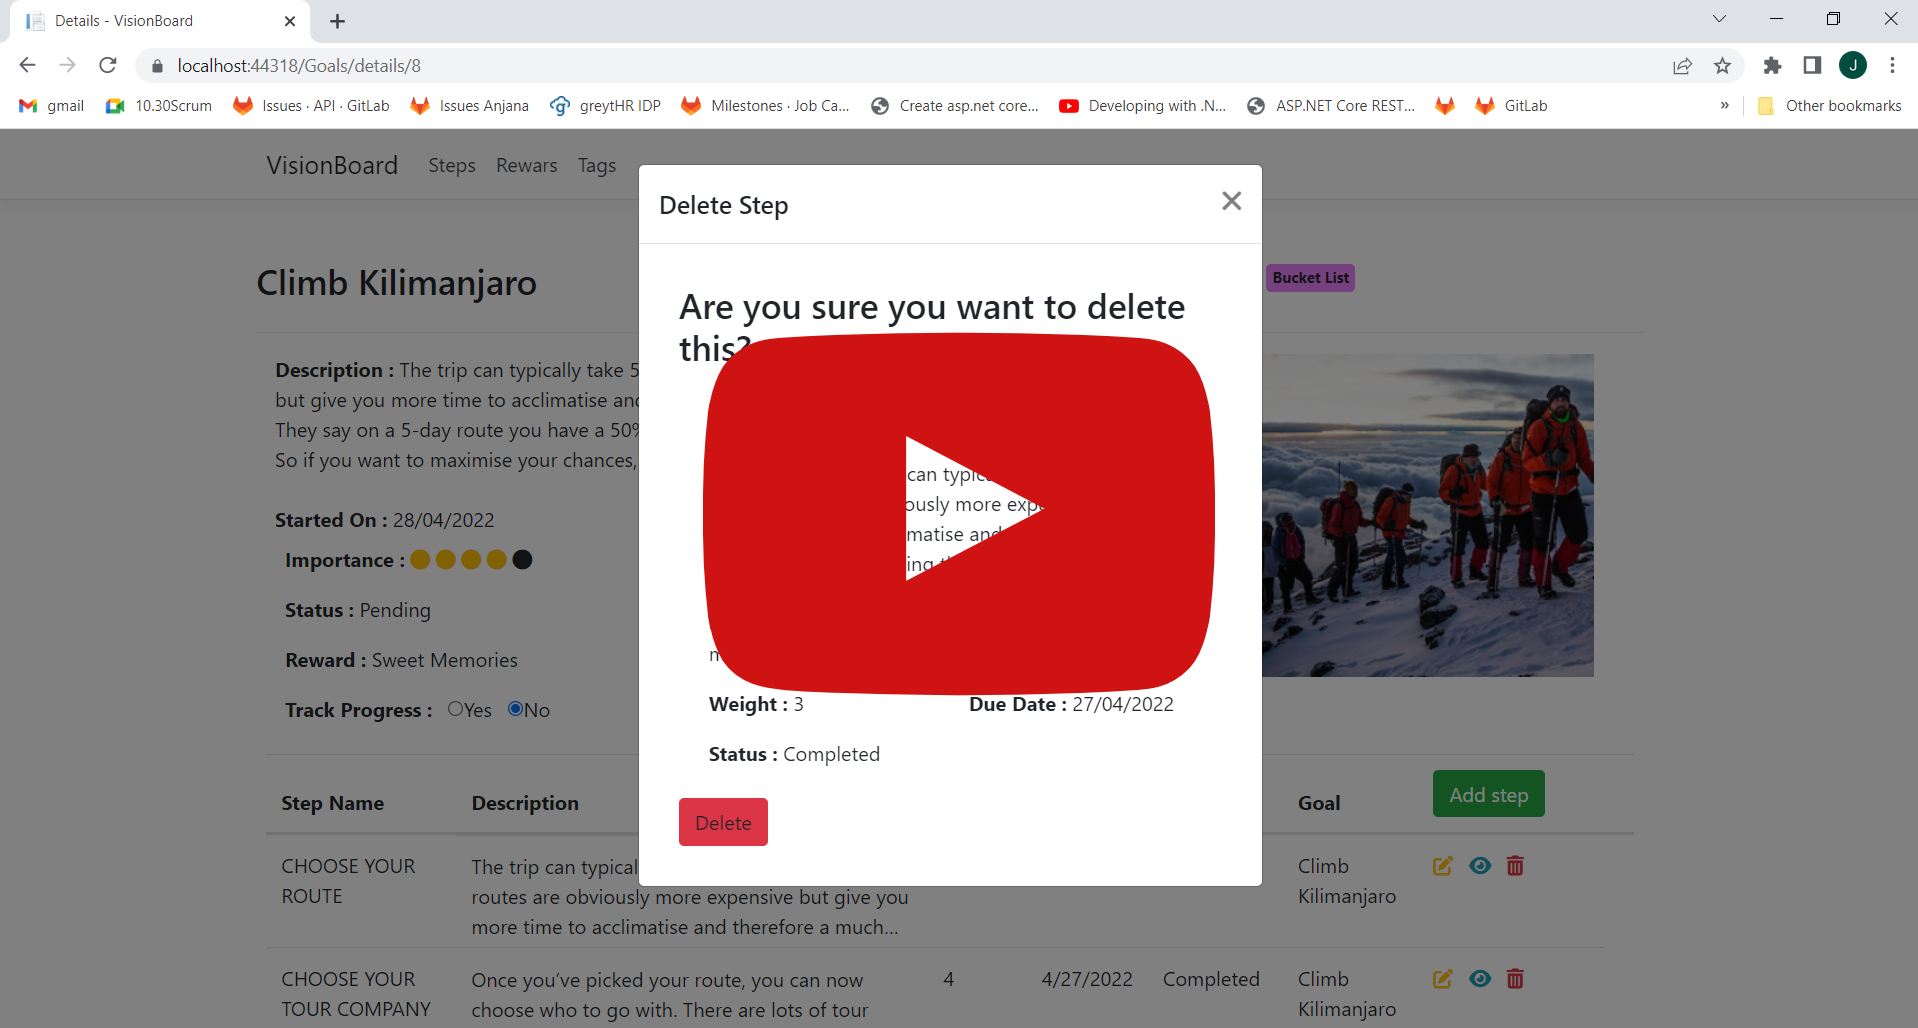 Details - VisionBoard
localhost:44318/Goals/details/8
J
gmail
10.30Scrum
Issues · API · GitLab
Issues Anjana
greytHR IDP
Milestones · Job Ca...
Create asp.net core...
Developing with .N...
ASP.NET Core REST...
GitLab
»
Other bookmarks
VisionBoard
Steps
Rewars
Tags
Delete Step
Climb Kilimanjaro
Bucket List
Are you sure you want to delete
this?
Description : The trip can typically take 5
but give you more time to acclimatise and
They say on a 5-day route you have a 50%
So if you want to maximise your chances,
can typica
ously more exp
matise and
ing
Started On : 28/04/2022
Importance :
Status : Pending
Reward : Sweet Memories
Track Progress : Yes No
Weight : 3
Due Date : 27/04/2022
Status : Completed
Delete
Step Name
Description
Goal
Add step
CHOOSE YOUR
ROUTE
The trip can typical
routes are obviously more expensive but give you
more time to acclimatise and therefore a much...
Climb
Kilimanjaro
CHOOSE YOUR
TOUR COMPANY
Once you’ve picked your route, you can now
choose who to go with. There are lots of tour
4
4/27/2022
Completed
Climb
Kilimanjaro